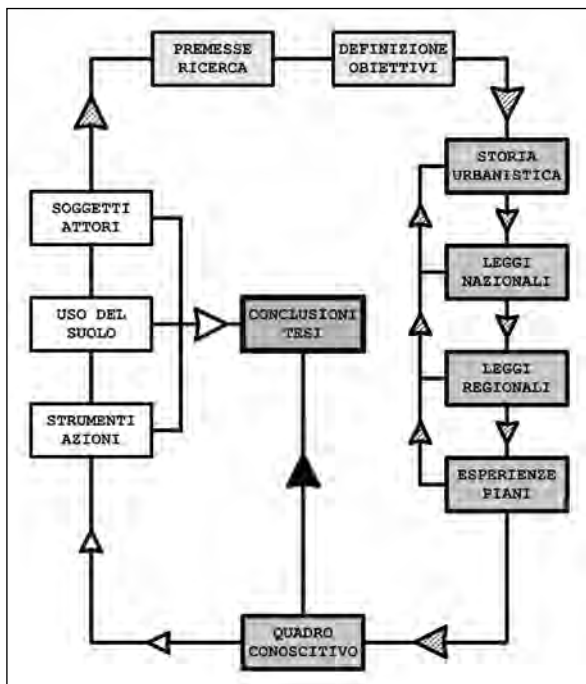 PREMESSE
RICERCA
DEFINIZIONE
OBIETTIVI
STORIA
URBANISTICA
SOGGETTI
ATTORI
LEGGI
NAZIONALI
USO DEL
SUOLO
CONCLUSIONI
TESI
LEGGI
REGIONALI
STRUMENTI
AZIONI
ESPERIENZE
PIANI
QUADRO
CONOSCITIVO